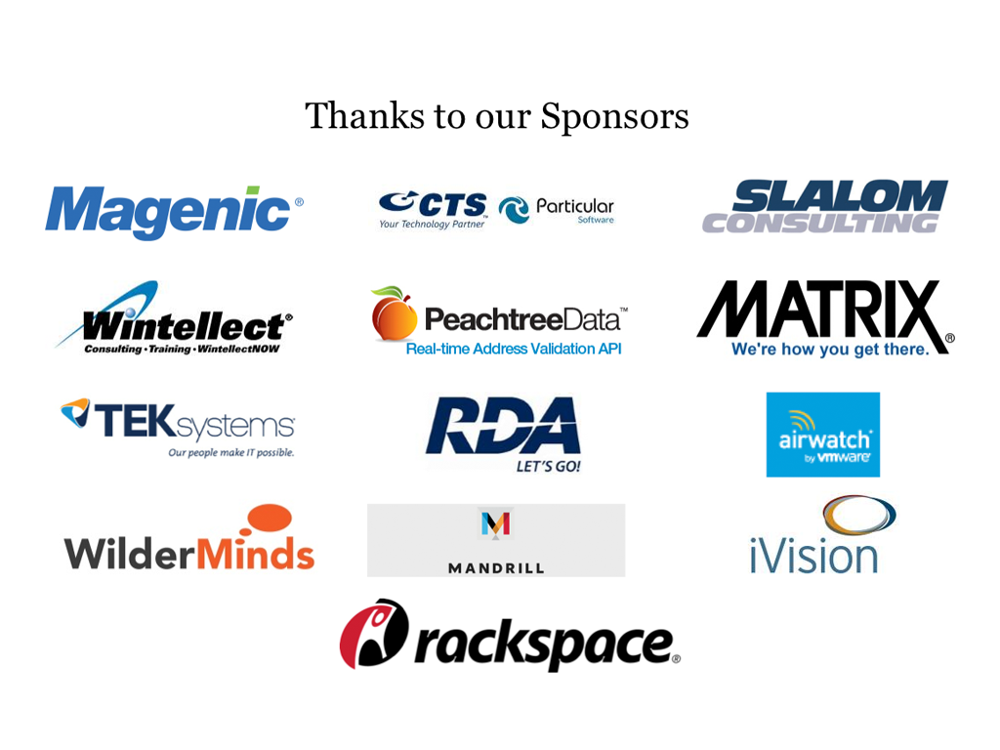 Thanks to our Sponsors
Magenic®
CTS™
Your Technology Partner
Particular
Software
SLALOM
CONSULTING
Wintellect®
Consulting • Training • WintellectNOW
PeachtreeData™
Real-time Address Validation API
MATRIX®
We're how you get there.
TEKsystems
Our people make IT possible.
RDA
LET'S GO!
airwatch®
by vmware®
WilderMinds
MANDRILL
iVision
rackspace®